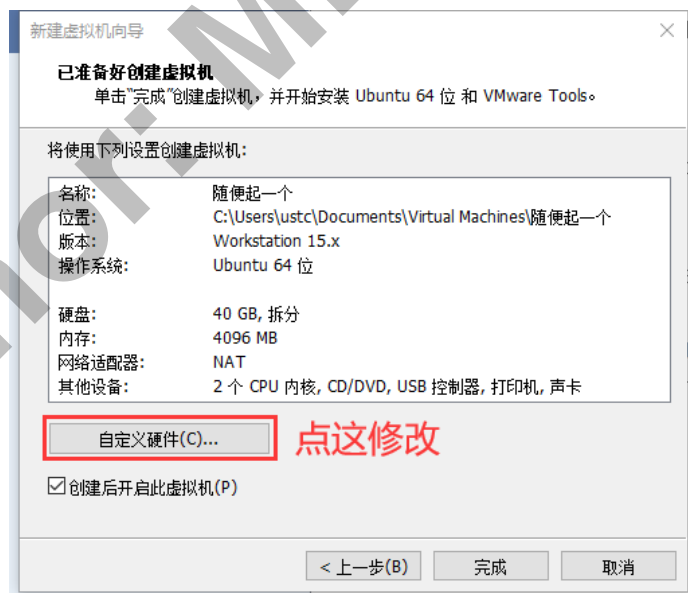 新建虚拟机向导
已准备好创建虚拟机
单击"完成"创建虚拟机，并开始安装 Ubuntu 64 位 和 VMware Tools。
将使用下列设置创建虚拟机:
名称: 随便起一个
位置: C:\Users\ustc\Documents\Virtual Machines\随便起一个
版本: Workstation 15.x
操作系统: Ubuntu 64 位
硬盘: 40 GB, 拆分
内存: 4096 MB
网络适配器: NAT
其他设备: 2 个 CPU 内核, CD/DVD, USB 控制器, 打印机, 声卡
自定义硬件(C)... 点这修改
创建后开启此虚拟机(P)
< 上一步(B) 完成 取消